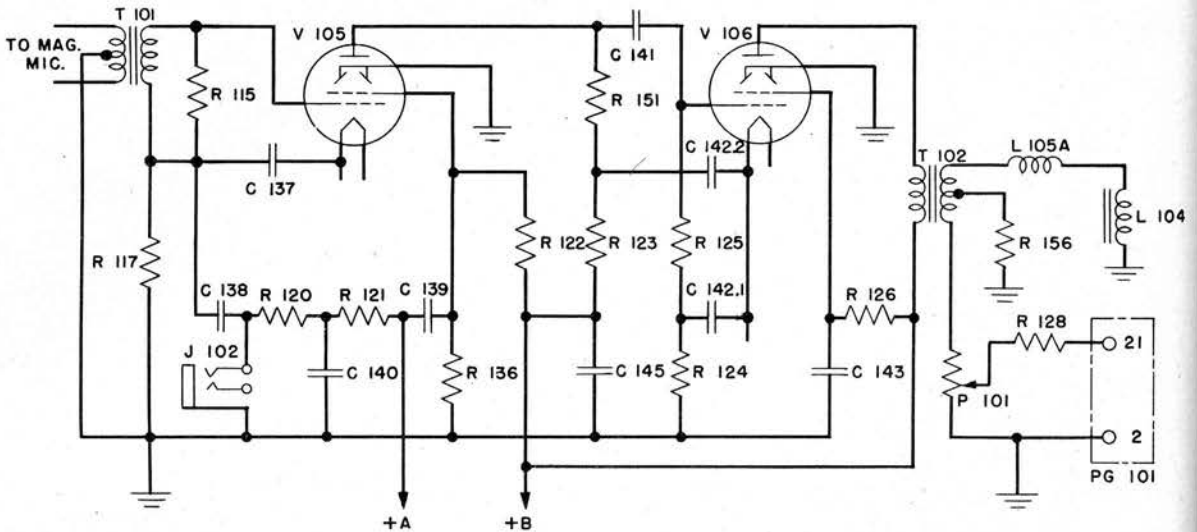 T 101
TO MAG.
MIC.
V 105
C 141
V 106
R 115
R 151
C 137
C 142.2
T 102
L 105A
L 104
R 117
R 122
R 123
R 125
R 156
C 138
R 120
R 121
C 139
C 142.1
R 126
R 128
J 102
C 140
R 136
C 145
R 124
C 143
P 101
21
2
PG 101
+A
+B